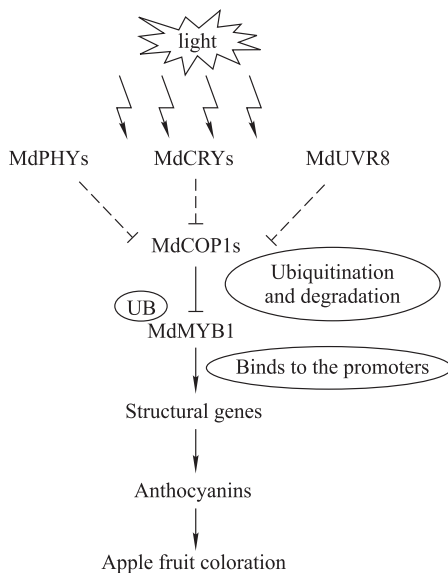 light
MdPHYs
MdCRYs
MdUVR8
MdCOP1s
Ubiquitination
and degradation
UB
MdMYB1
Binds to the promoters
Structural genes
Anthocyanins
Apple fruit coloration